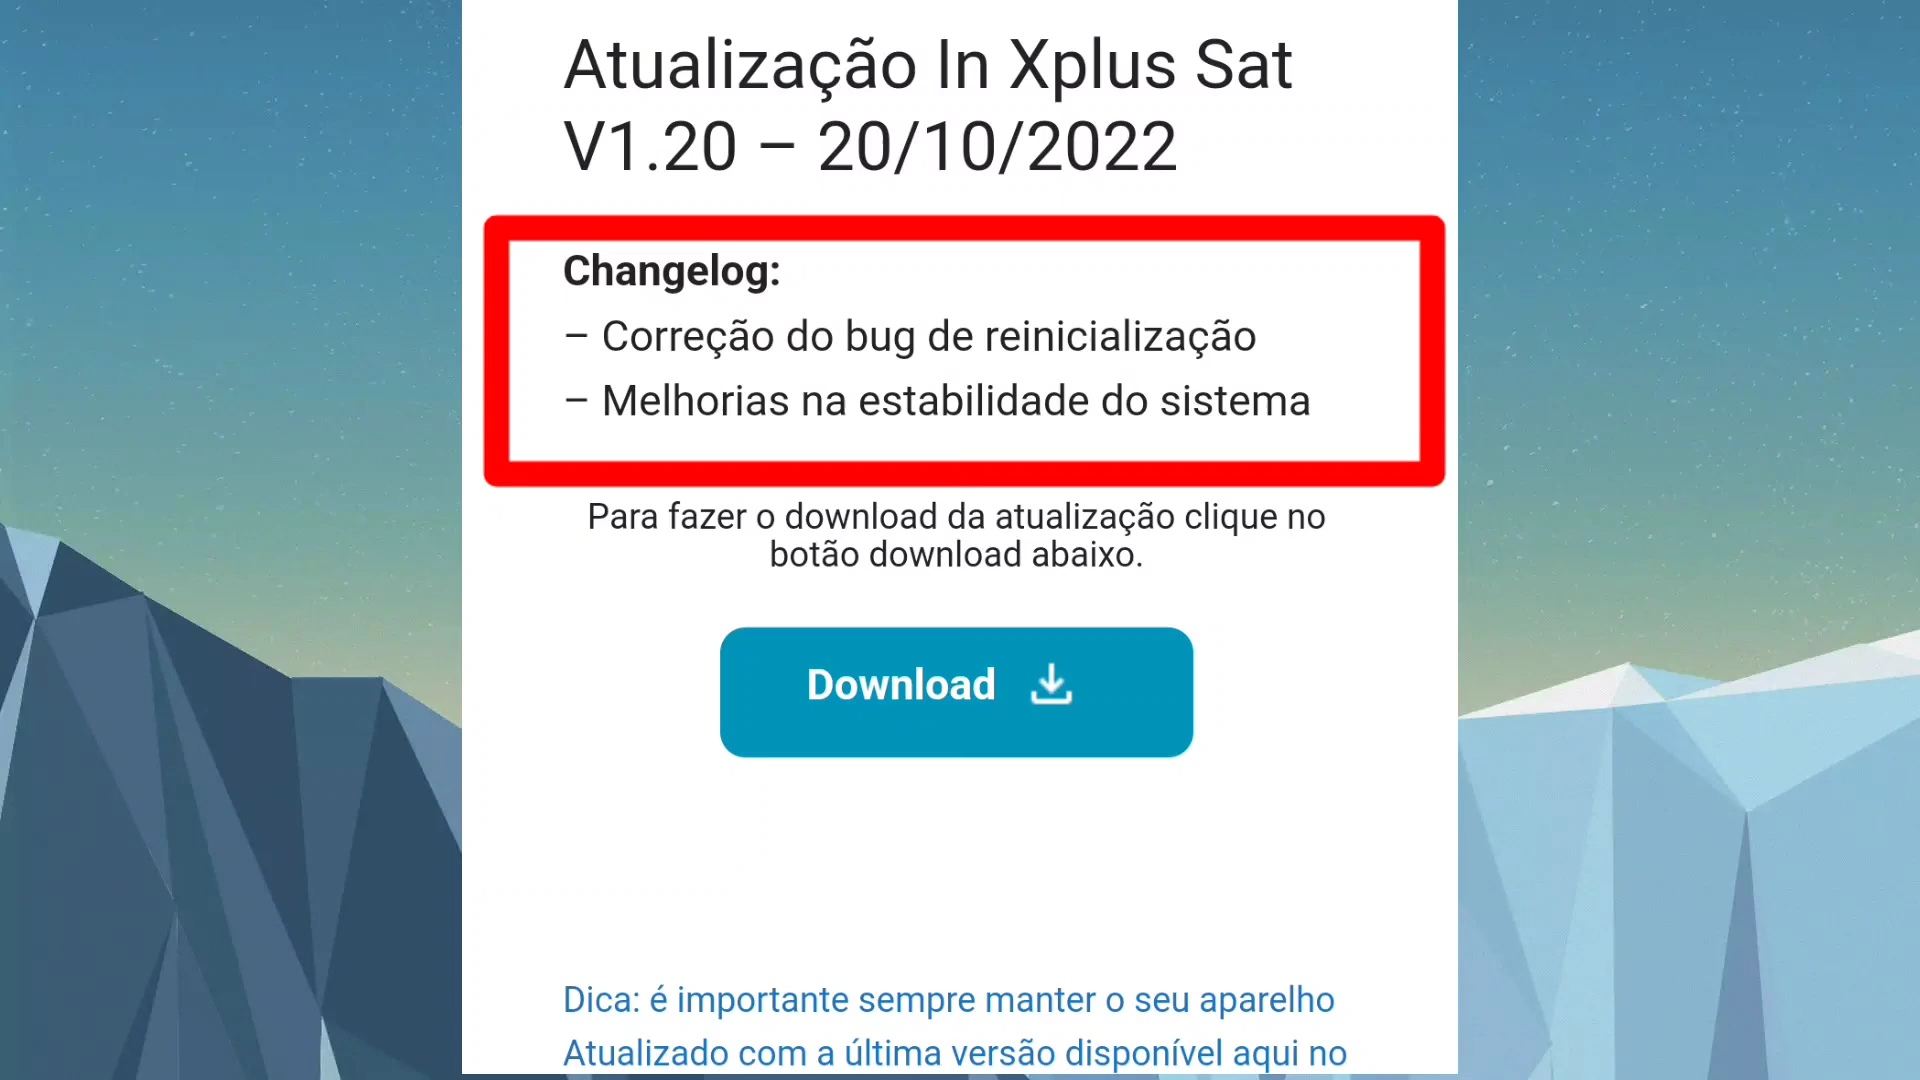 Atualização In Xplus Sat
V1.20 – 20/10/2022
Changelog:
– Correção do bug de reinicialização
– Melhorias na estabilidade do sistema
Para fazer o download da atualização clique no
botão download abaixo.
Download
Dica: é importante sempre manter o seu aparelho
Atualizado com a última versão disponível aqui no